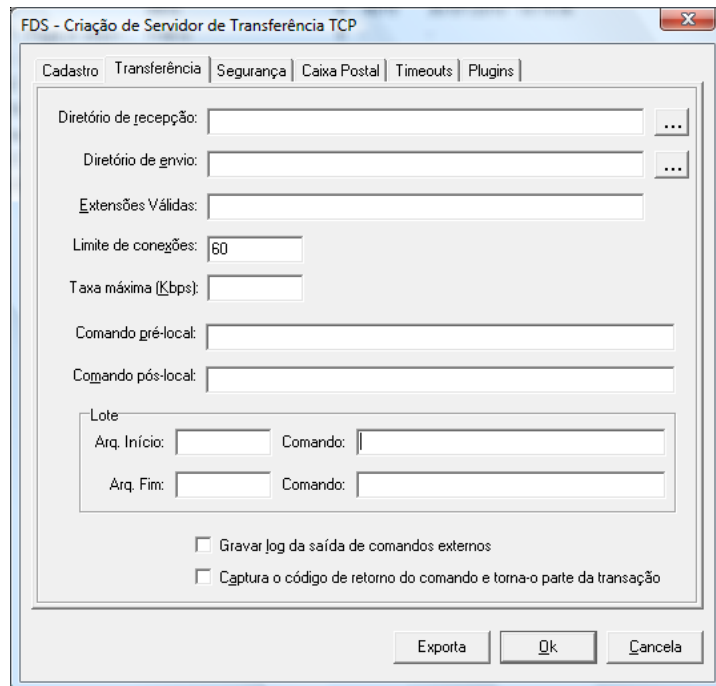 FDS - Criação de Servidor de Transferência TCP
Cadastro Transferência Segurança Caixa Postal Timeouts Plugins
Diretório de recepção: ...
Diretório de envio: ...
Extensões Válidas:
Limite de conexões: 60
Taxa máxima (Kbps):
Comando pré-local:
Comando pós-local:
Lote
Arq. Início: Comando:
Arq. Fim: Comando:
Gravar log da saída de comandos externos
Captura o código de retorno do comando e torna-o parte da transação
Exporta Ok Cancela